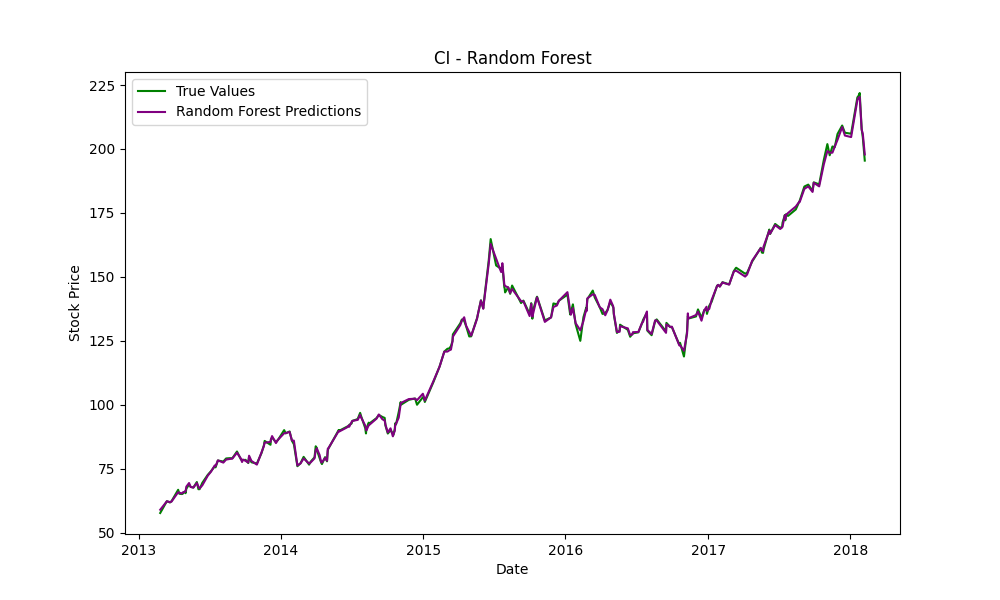 CI - Random Forest
True Values
Random Forest Predictions
225
200
175
150
125
100
75
50
Stock Price
2013 2014 2015 2016 2017 2018
Date